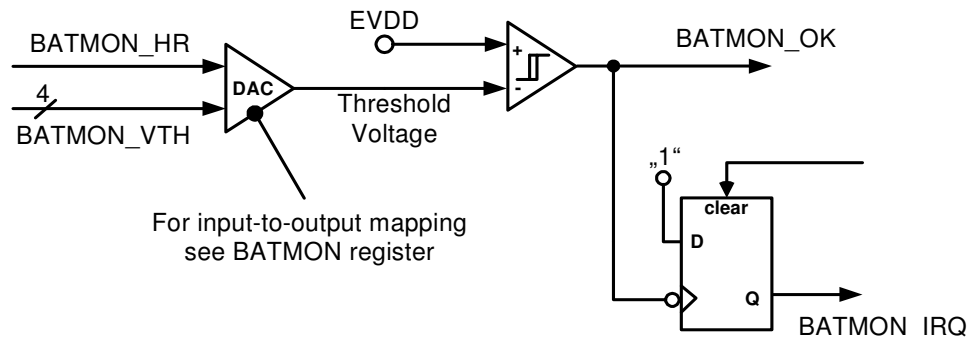 EVDD
BATMON_HR
BATMON_OK
+
DAC
-
4
Threshold
Voltage
BATMON_VTH
„1“
clear
For input-to-output mapping
see BATMON register
D
Q
BATMON_IRQ